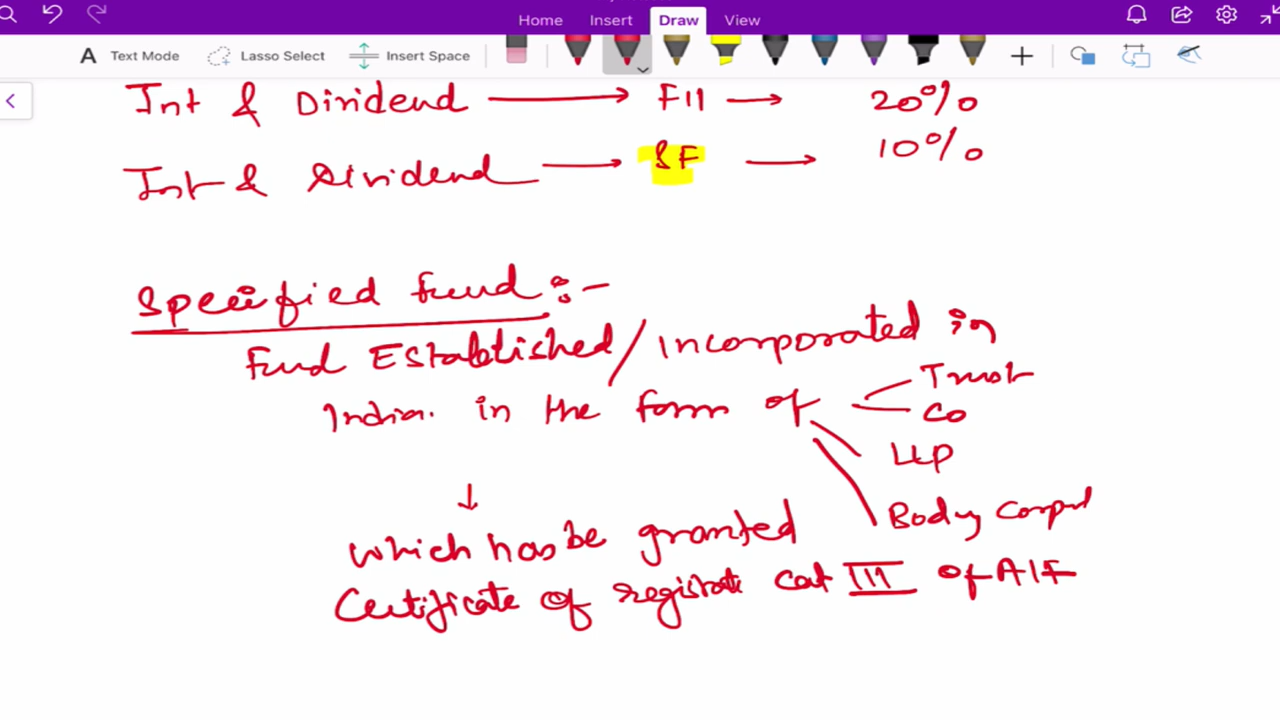 Home Insert Draw View
A Text Mode Lasso Select Insert Space
Int & Dividend → FII → 20%
Int & Dividend → SF → 10%
Specified Fund :-
Fund Established/incorporated in
India. in the form of
Trust
Co
LLP
Body corpt
↓
which has be granted
Certificate of registrat cat III of AIF